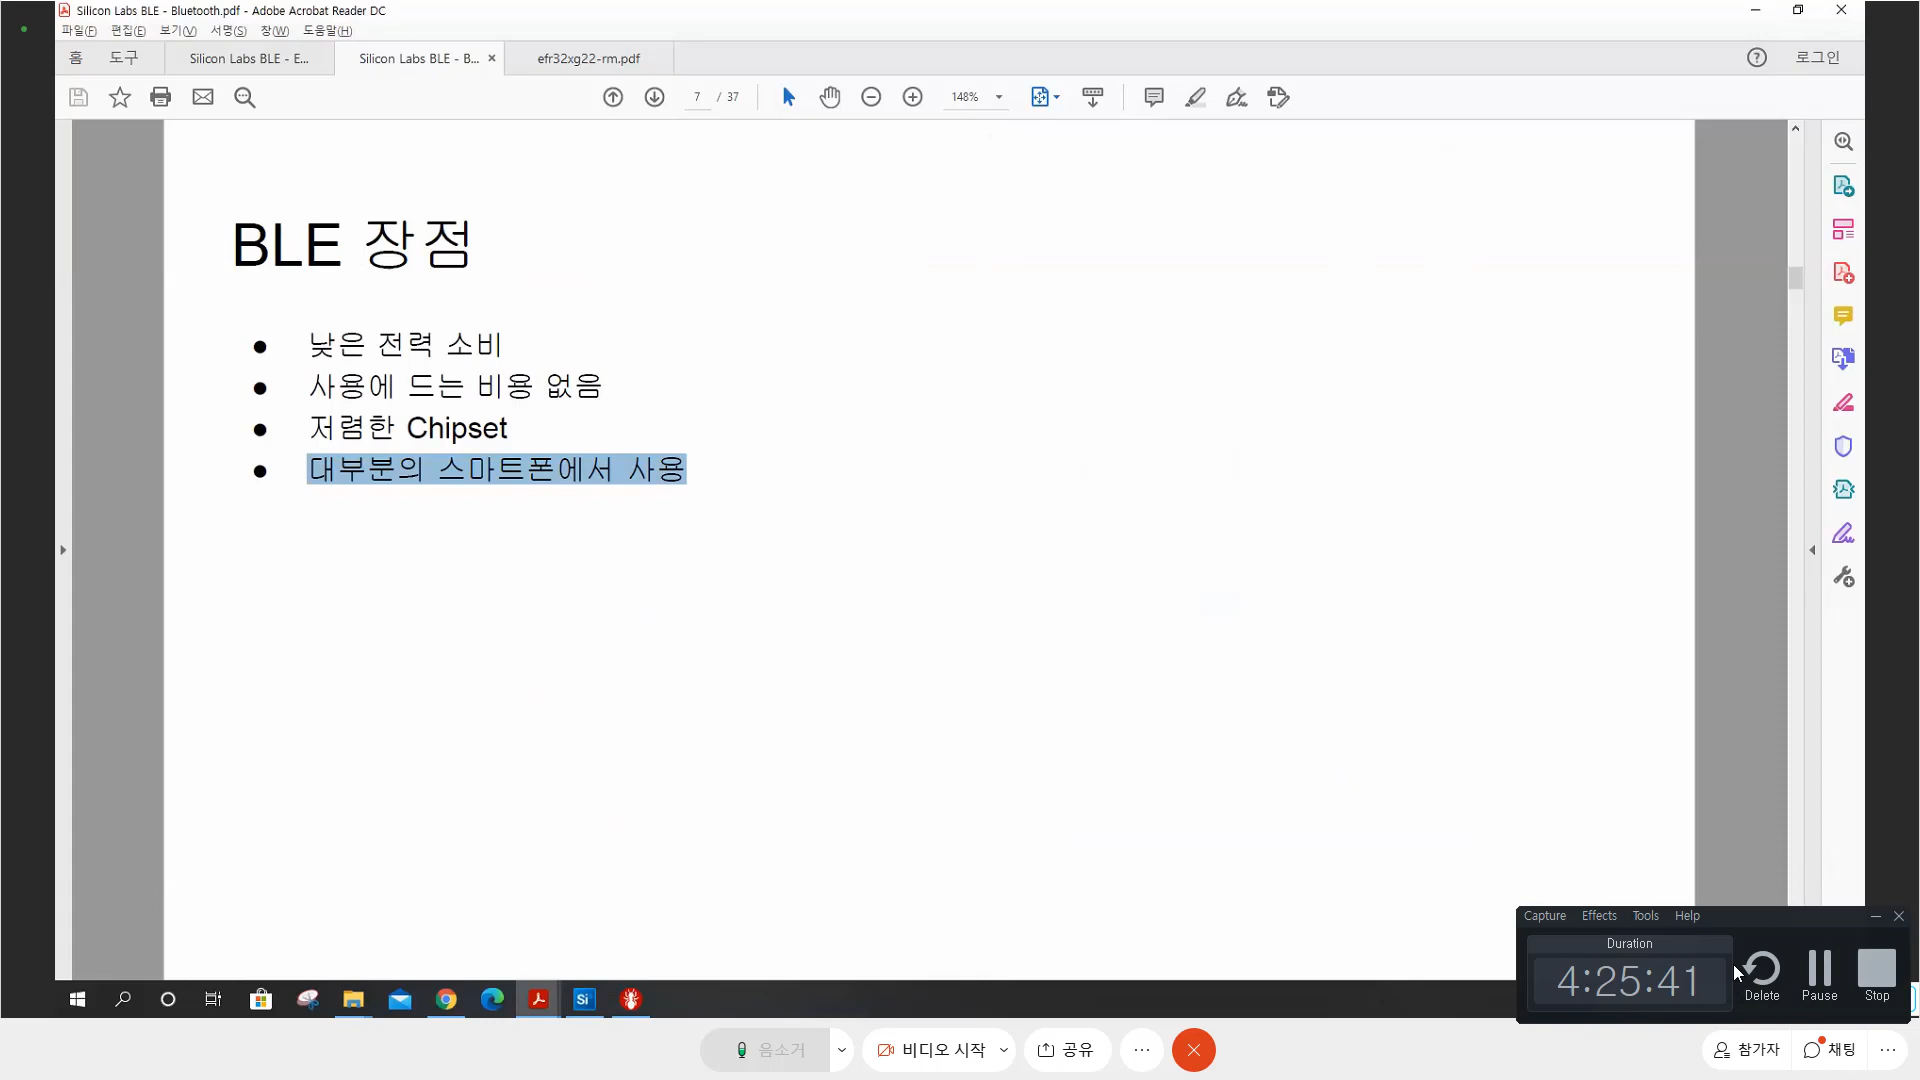 Silicon Labs BLE - Bluetooth.pdf - Adobe Acrobat Reader DC
파일(F) 편집(E) 보기(V) 서명(S) 창(W) 도움말(H)
홈 도구 Silicon Labs BLE - E... Silicon Labs BLE - B... efr32xg22-rm.pdf 로그인
7 / 37 148%
BLE 장점
● 낮은 전력 소비
● 사용에 드는 비용 없음
● 저렴한 Chipset
● 대부분의 스마트폰에서 사용
Capture Effects Tools Help
Duration
4:25:41
Delete Pause Stop
Si
음소거 비디오 시작 공유 참가자 채팅